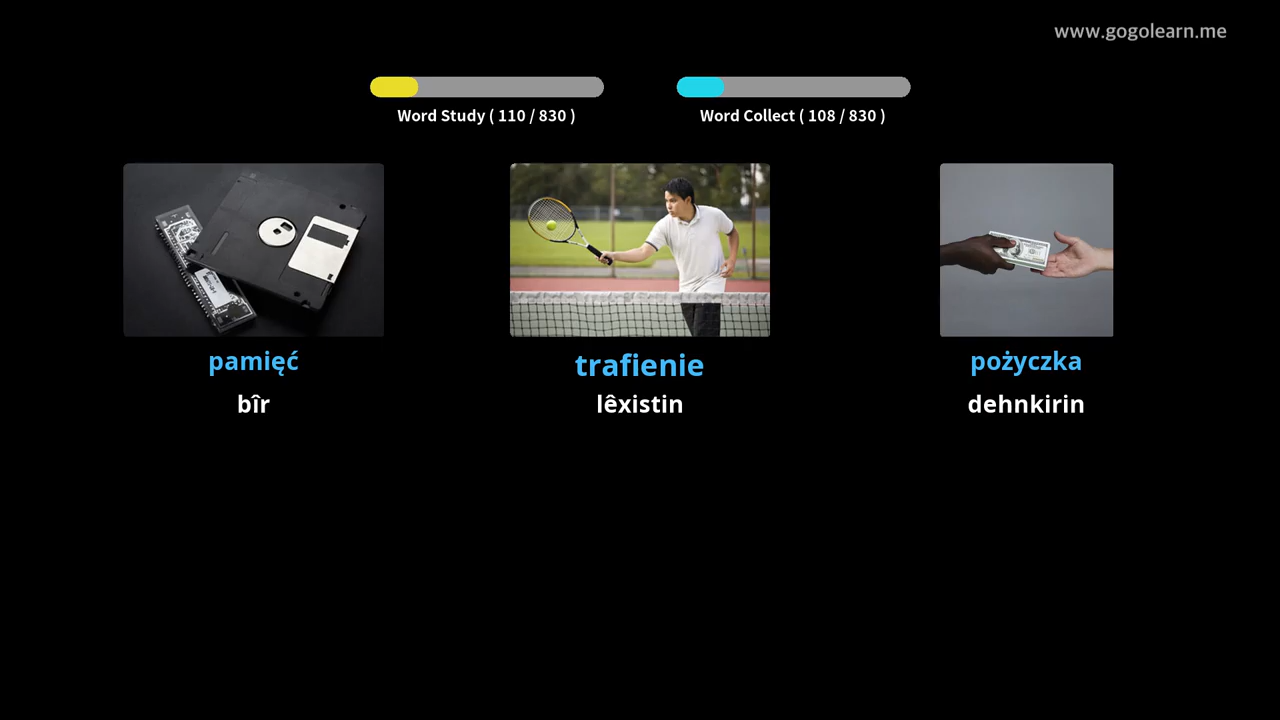 www.gogolearn.me
Word Study ( 110 / 830 )
Word Collect ( 108 / 830 )
pamięć
trafienie
pożyczka
bîr
lêxistin
dehnkirin